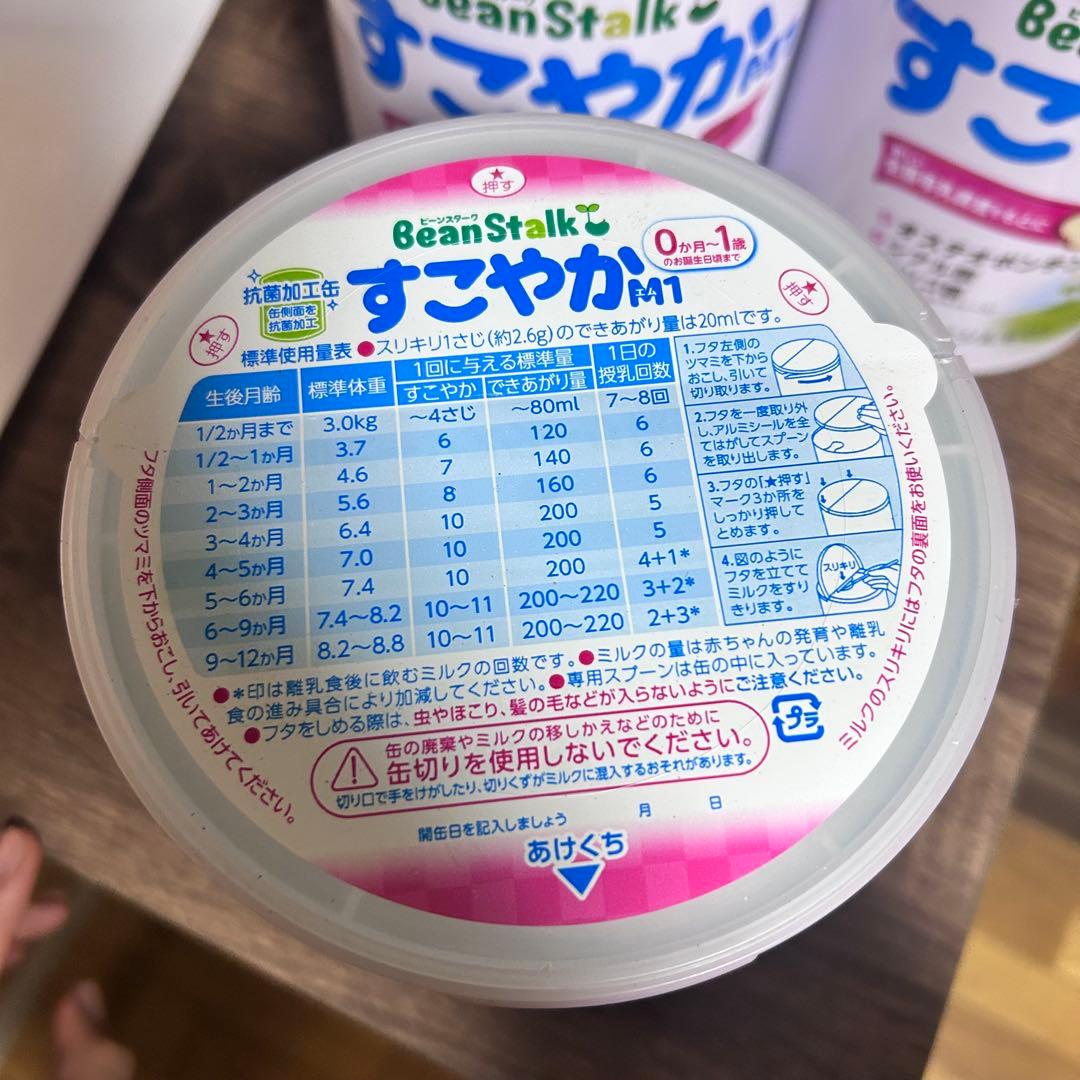 BeanStalk
すこやか
BeanStalk
すこ
★押す
ビーンスターク
BeanStalk
0か月〜1歳
のお誕生日頃まで
抗菌加工缶
缶側面を
抗菌加工
すこやかM1
エム
★押す
★押す
標準使用量表 ●スリキリ1さじ(約2.6g)のできあがり量は20mlです。
生後月齢 標準体重 1回に与える標準量 1日の授乳回数
すこやか できあがり量
1/2か月まで 3.0kg 〜4さじ 〜80ml 7〜8回
1/2〜1か月 3.7 6 120 6
1〜2か月 4.6 7 140 6
2〜3か月 5.6 8 160 6
3〜4か月 6.4 10 200 5
4〜5か月 7.0 10 200 5
5〜6か月 7.4 10 200 4+1*
6〜9か月 7.4〜8.2 10〜11 200〜220 3+2*
9〜12か月 8.2〜8.8 10〜11 200〜220 2+3*
1.フタ左側の
ツマミを下から
おこし、引いて
切り取ります。
2.フタを一度取り外
し、アルミシールを全
てはがしてスプーン
を取り出します。
3.フタの「★押す」
マーク3か所を
しっかり押して
とめます。
4.図のように
フタを立てて
ミルクをすり
きります。
スリキリ
●*印は離乳食後に飲むミルクの回数です。●ミルクの量は赤ちゃんの発育や離乳
食の進み具合により加減してください。●専用スプーンは缶の中に入っています。
●フタをしめる際は、虫やほこり、髪の毛などが入らないようにご注意ください。
缶の廃棄やミルクの移しかえなどのために
缶切りを使用しないでください。
切り口で手をけがしたり、切りくずがミルクに混入するおそれがあります。
プラ
開缶日を記入しましょう 月 日
あけくち
フタ側面のツマミを下からおこし、引いてあけてください。
ミルクのスリキリにはフタの裏面をお使いください。